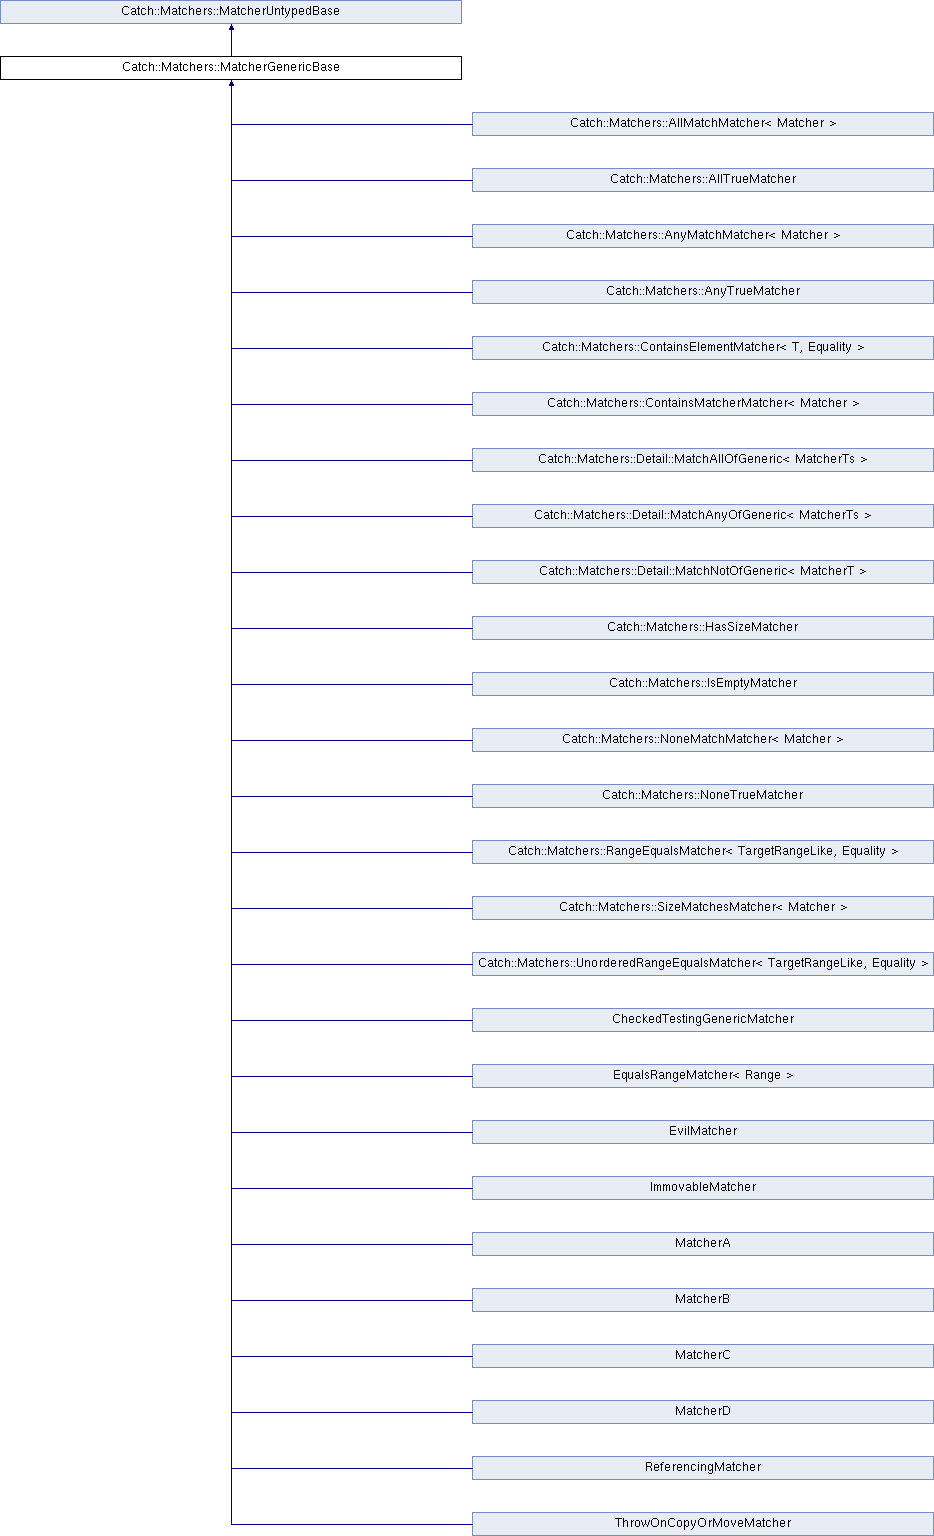 Catch::Matchers::MatcherUntypedBase
Catch::Matchers::MatcherGenericBase
Catch::Matchers::AllMatchMatcher< Matcher >
Catch::Matchers::AllTrueMatcher
Catch::Matchers::AnyMatchMatcher< Matcher >
Catch::Matchers::AnyTrueMatcher
Catch::Matchers::ContainsElementMatcher< T, Equality >
Catch::Matchers::ContainsMatcherMatcher< Matcher >
Catch::Matchers::Detail::MatchAllOfGeneric< MatcherTs >
Catch::Matchers::Detail::MatchAnyOfGeneric< MatcherTs >
Catch::Matchers::Detail::MatchNotOfGeneric< MatcherT >
Catch::Matchers::HasSizeMatcher
Catch::Matchers::IsEmptyMatcher
Catch::Matchers::NoneMatchMatcher< Matcher >
Catch::Matchers::NoneTrueMatcher
Catch::Matchers::RangeEqualsMatcher< TargetRangeLike, Equality >
Catch::Matchers::SizeMatchesMatcher< Matcher >
Catch::Matchers::UnorderedRangeEqualsMatcher< TargetRangeLike, Equality >
CheckedTestingGenericMatcher
EqualsRangeMatcher< Range >
EvilMatcher
ImmovableMatcher
MatcherA
MatcherB
MatcherC
MatcherD
ReferencingMatcher
ThrowOnCopyOrMoveMatcher